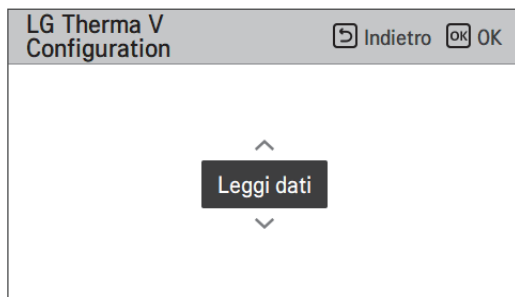 LG Therma V
Configuration
Indietro OK OK
Leggi dati